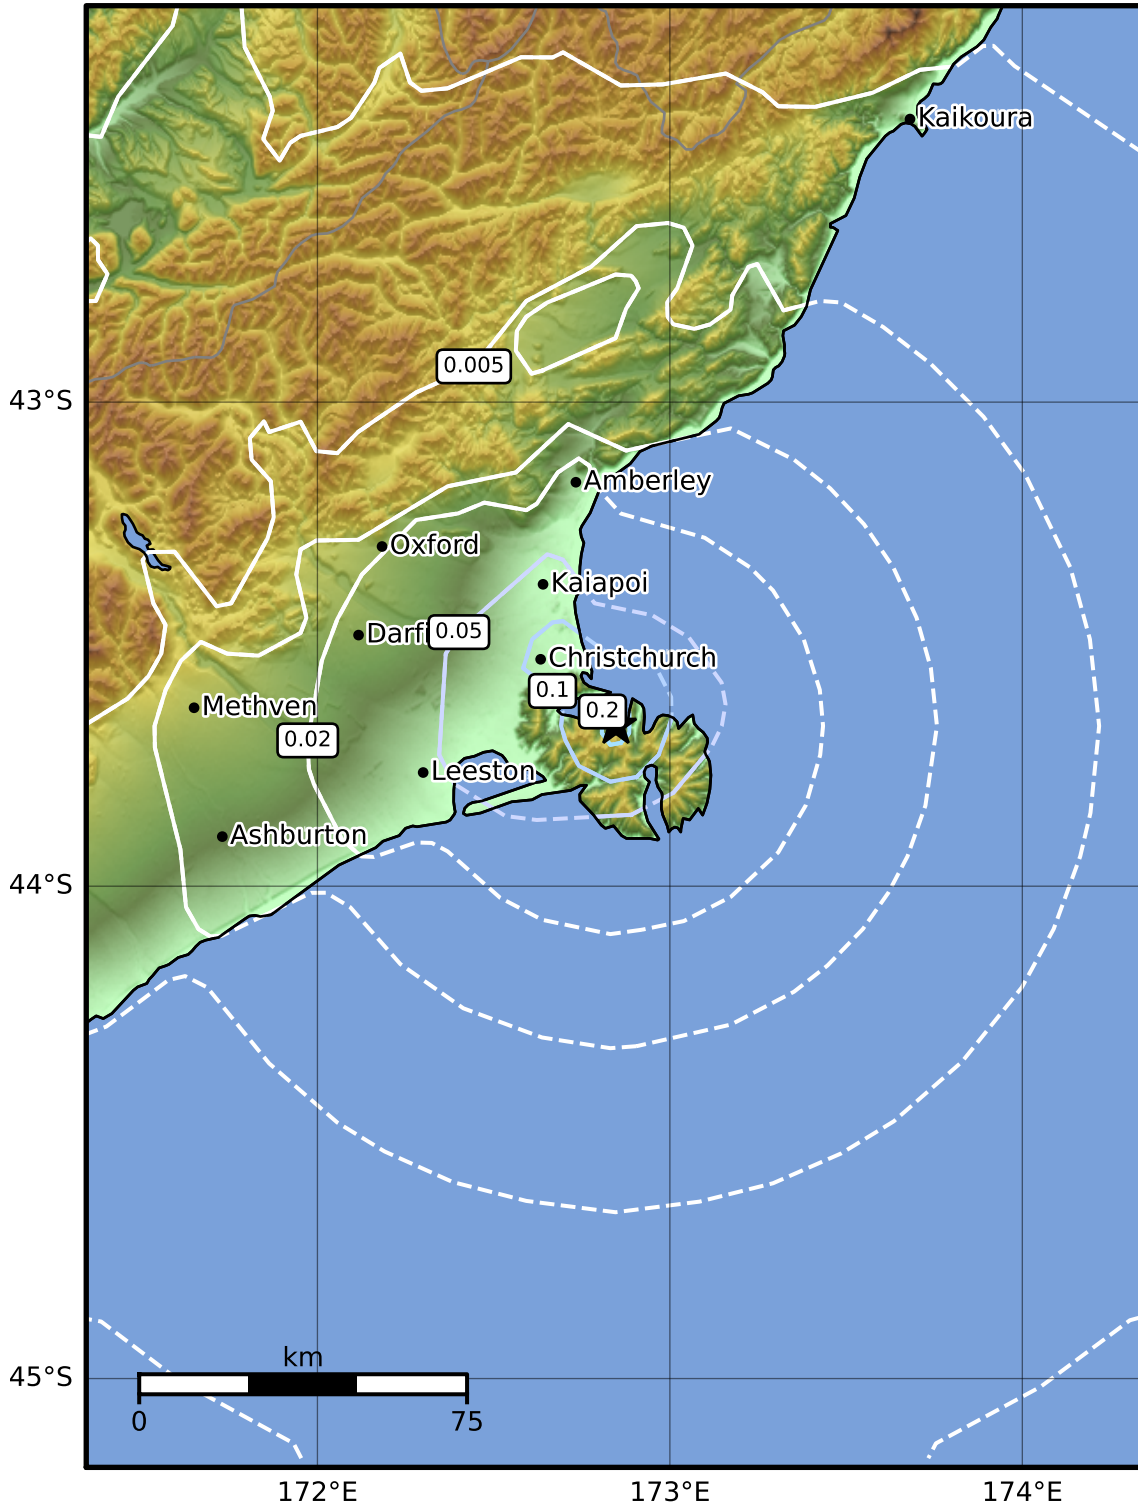 Kaikoura
0.005
43°S
Amberley
Oxford
Kaiapoi
Darfi
0.05
Christchurch
0.1
Methven
0.2
0.02
Leeston
Ashburton
44°S
km
45°S
0
75
172°E
173°E
174°E